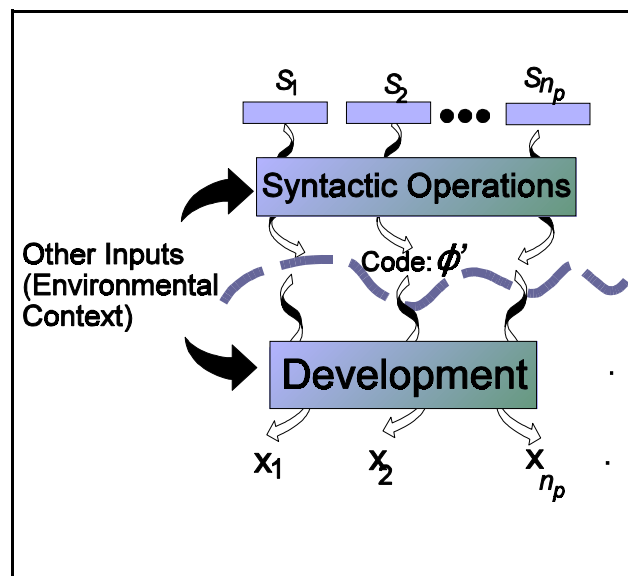 S1 S2 ●●● Snp
Syntactic Operations
Other Inputs
(Environmental
Context)
Code: ϕ'
Development
x1 x2 xnp